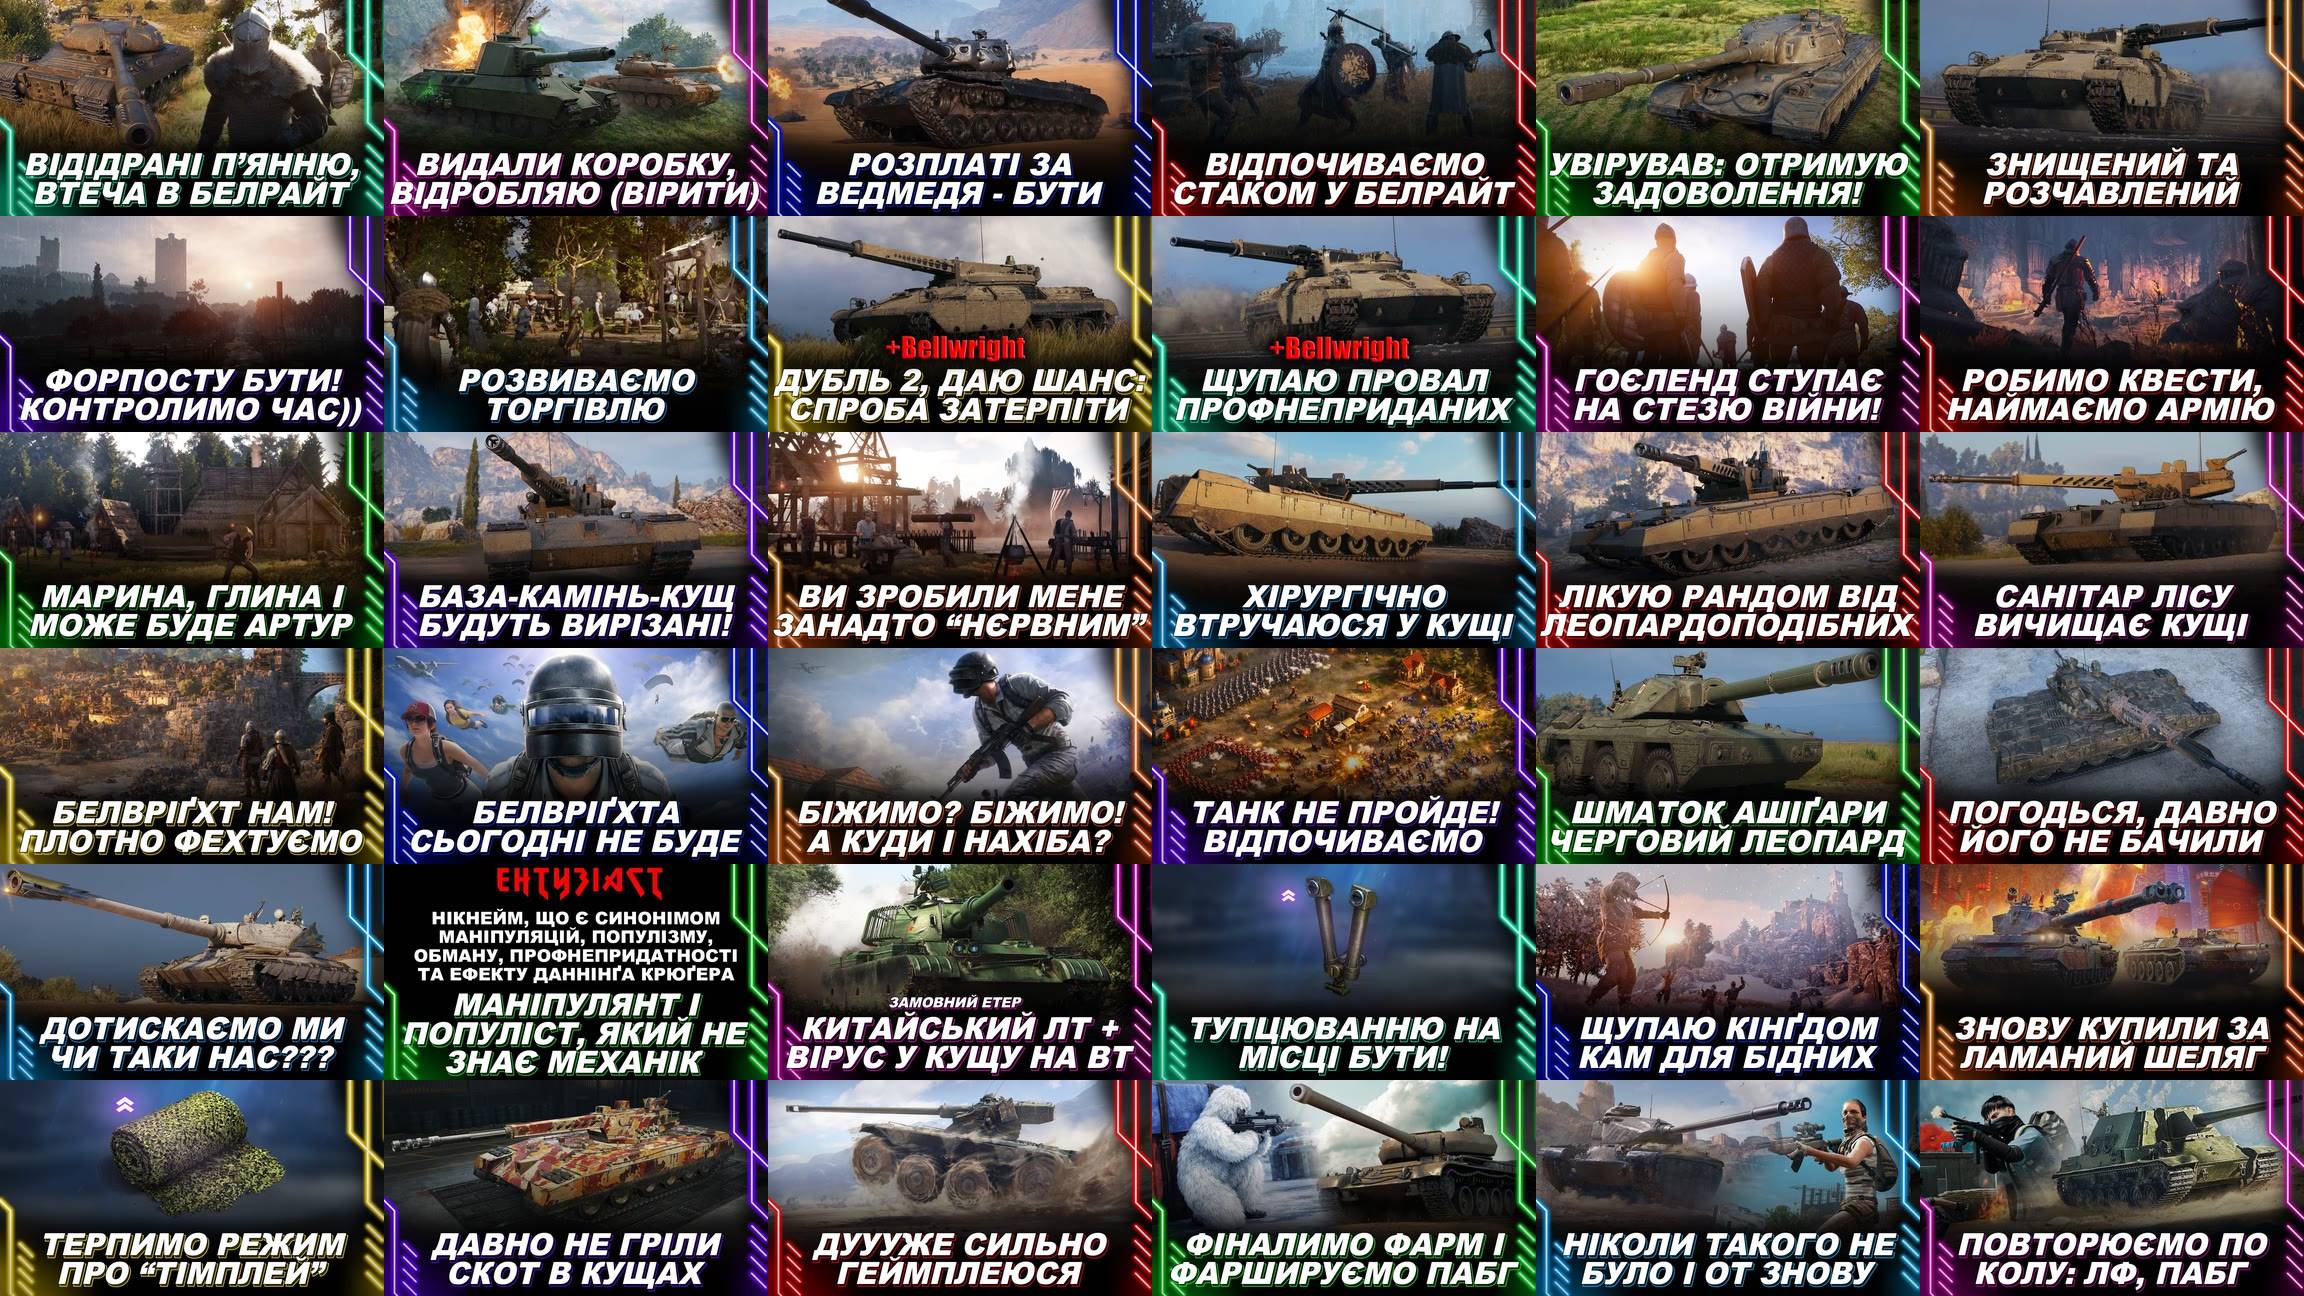 ВІДІДРАНІ П’ЯННЮ,
ВТЕЧА В БЕЛРАЙТ
ВИДАЛИ КОРОБКУ,
ВІДРОБЛЯЮ (ВІРИТИ)
РОЗПЛАТІ ЗА
ВЕДМЕДЯ - БУТИ
ВІДПОЧИВАЄМО
СТАКОМ У БЕЛРАЙТ
УВІРУВАВ: ОТРИМУЮ
ЗАДОВОЛЕННЯ!
ЗНИЩЕНИЙ ТА
РОЗЧАВЛЕНИЙ
ФОРПОСТУ БУТИ!
КОНТРОЛИМО ЧАС))
РОЗВИВАЄМО
ТОРГІВЛЮ
+Bellwright
ДУБЛЬ 2, ДАЮ ШАНС:
СПРОБА ЗАТЕРПІТИ
+Bellwright
ЩУПАЮ ПРОВАЛ
ПРОФНЕПРИДАНИХ
ГОЄЛЕНД СТУПАЄ
НА СТЕЗЮ ВІЙНИ!
РОБИМО КВЕСТИ,
НАЙМАЄМО АРМІЮ
МАРИНА, ГЛИНА І
МОЖЕ БУДЕ АРТУР
БАЗА-КАМІНЬ-КУЩ
БУДУТЬ ВИРІЗАНІ!
ВИ ЗРОБИЛИ МЕНЕ
ЗАНАДТО “НЄРВНИМ”
ХІРУРГІЧНО
ВТРУЧАЮСЯ У КУЩІ
ЛІКУЮ РАНДОМ ВІД
ЛЕОПАРДОПОДІБНИХ
САНІТАР ЛІСУ
ВИЧИЩАЄ КУЩІ
БЕЛВРІҐХТ НАМ!
ПЛОТНО ФЕХТУЄМО
БЕЛВРІҐХТА
СЬОГОДНІ НЕ БУДЕ
БІЖИМО? БІЖИМО!
А КУДИ І НАХІБА?
ТАНК НЕ ПРОЙДЕ!
ВІДПОЧИВАЄМО
ШМАТОК АШІҐАРИ
ЧЕРГОВИЙ ЛЕОПАРД
ПОГОДЬСЯ, ДАВНО
ЙОГО НЕ БАЧИЛИ
ДОТИСКАЄМО МИ
ЧИ ТАКИ НАС???
ЕНТУЗІАСТ
НІКНЕЙМ, ЩО Є СИНОНІМОМ
МАНІПУЛЯЦІЙ, ПОПУЛІЗМУ,
ОБМАНУ, ПРОФНЕПРИДАТНОСТІ
ТА ЕФЕКТУ ДАННІНҐА КРЮҐЕРА
МАНІПУЛЯНТ І
ПОПУЛІСТ, ЯКИЙ НЕ
ЗНАЄ МЕХАНІК
ЗАМОВНИЙ ЕТЕР
КИТАЙСЬКИЙ ЛТ +
ВІРУС У КУЩУ НА ВТ
ТУПЦЮВАННЮ НА
МІСЦІ БУТИ!
ЩУПАЮ КІНҐДОМ
КАМ ДЛЯ БІДНИХ
ЗНОВУ КУПИЛИ ЗА
ЛАМАНИЙ ШЕЛЯГ
ТЕРПИМО РЕЖИМ
ПРО “ТІМПЛЕЙ”
ДАВНО НЕ ГРІЛИ
СКОТ В КУЩАХ
ДУУУЖЕ СИЛЬНО
ГЕЙМПЛЕЮСЯ
ФІНАЛИМО ФАРМ І
ФАРШИРУЄМО ПАБГ
НІКОЛИ ТАКОГО НЕ
БУЛО І ОТ ЗНОВУ
ПОВТОРЮЄМО ПО
КОЛУ: ЛФ, ПАБГ